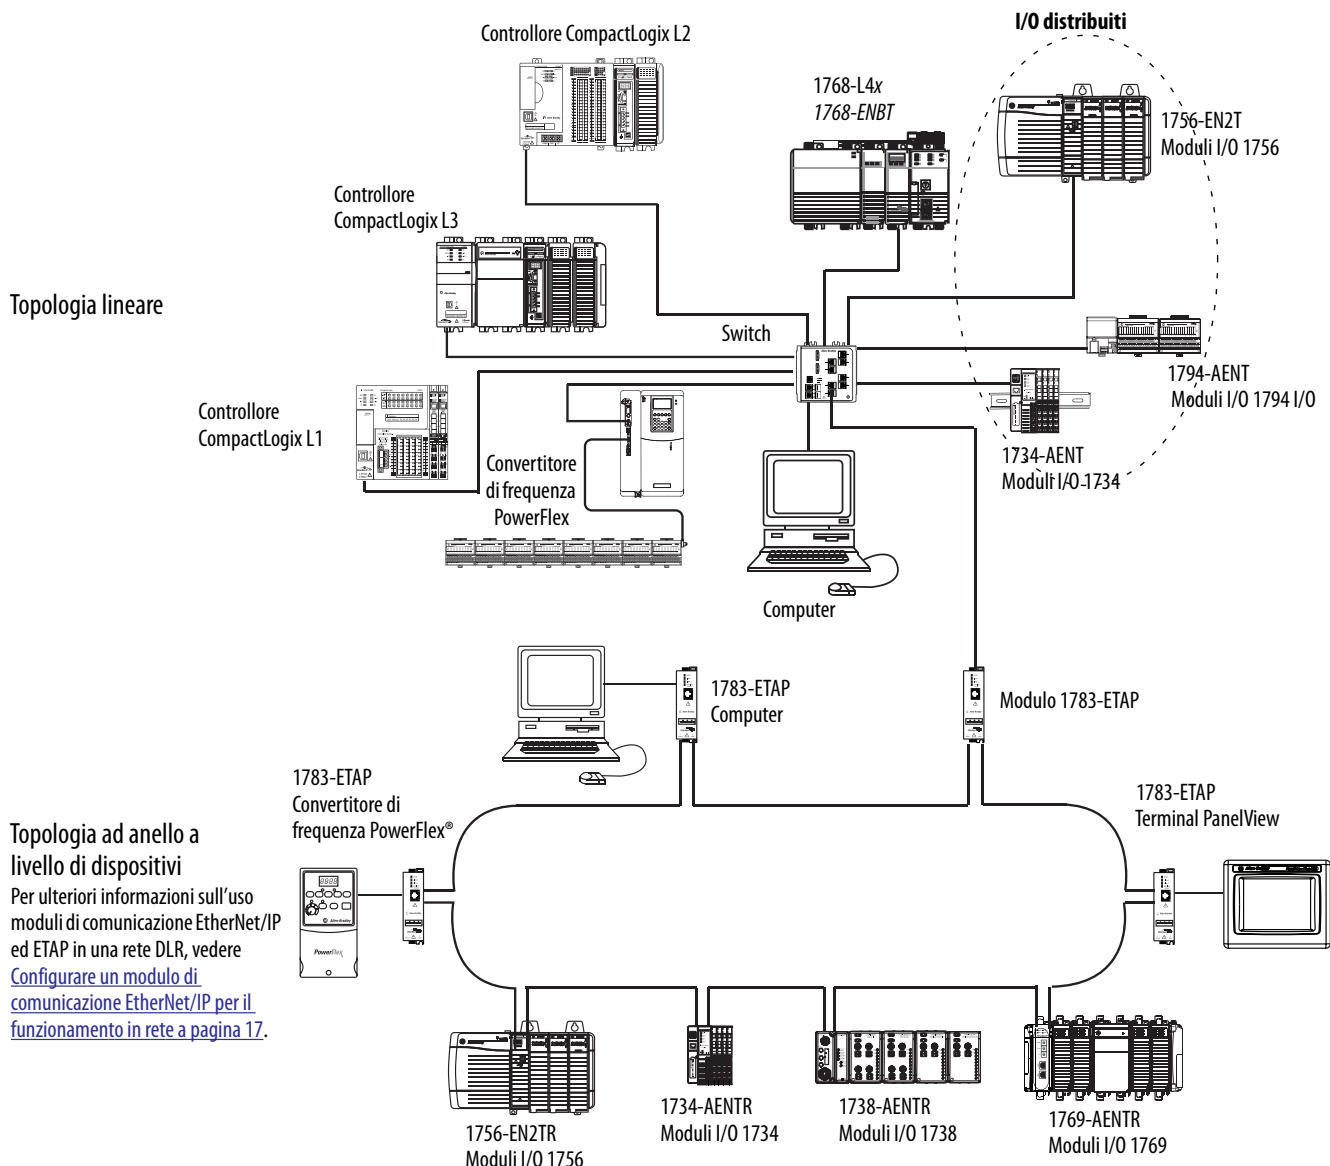 I/O distribuiti
Controllore CompactLogix L2
1768-L4x
1768-ENBT
1756-EN2T
Moduli I/O 1756
Controllore
CompactLogix L3
Topologia lineare
Switch
1794-AENT
Moduli I/O 1794 I/O
Controllore
CompactLogix L1
1734-AENT
Moduli I/O 1734
Convertitore
di frequenza
PowerFlex
Computer
1783-ETAP
Computer
Modulo 1783-ETAP
1783-ETAP
Convertitore di
frequenza PowerFlex®
1783-ETAP
Terminal PanelView
Topologia ad anello a
livello di dispositivi
Per ulteriori informazioni sull'uso
moduli di comunicazione EtherNet/IP
ed ETAP in una rete DLR, vedere
Configurare un modulo di
comunicazione EtherNet/IP per il
funzionamento in rete a pagina 17.
Allen-Bradley
PowerFlex
1756-EN2TR
Moduli I/O 1756
1734-AENTR
Moduli I/O 1734
1738-AENTR
Moduli I/O 1738
1769-AENTR
Moduli I/O 1769